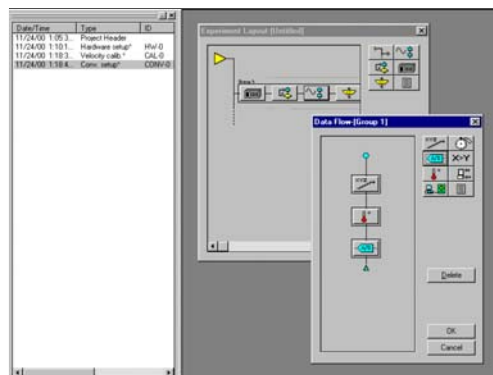 Date/Time Type ID
11/24/00 1:05:3... Project Header
11/24/00 1:10:1... Hardware setup* HW-0
11/24/00 1:18:3... Velocity calib.* CAL-0
11/24/00 1:18:4... Conv. setup* CONV-0
Experiment Layout [Untitled]
Data Flow-[Group 1]
X>Y
Delete
OK
Cancel